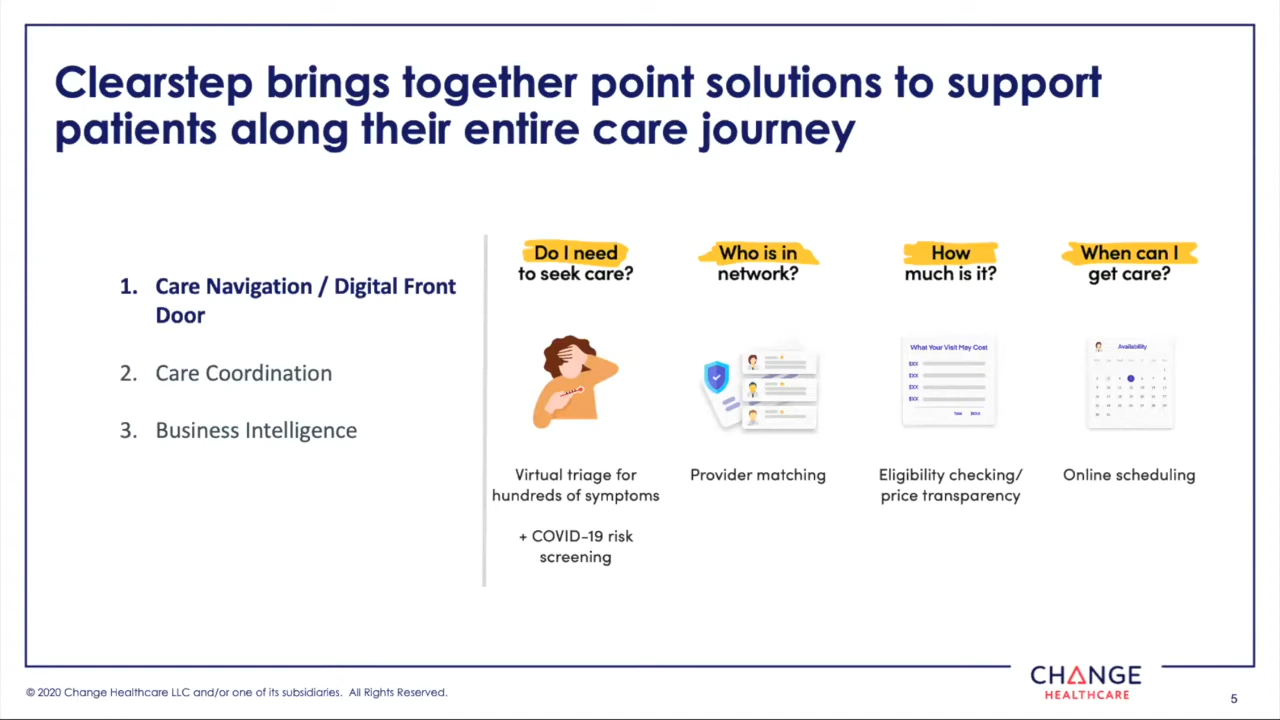 Clearstep brings together point solutions to support
patients along their entire care journey
1. Care Navigation / Digital Front
Door
2. Care Coordination
3. Business Intelligence
Do I need
to seek care?
Virtual triage for
hundreds of symptoms
+ COVID-19 risk
screening
Who is in
network?
Provider matching
How
much is it?
What Your Visit May Cost
$XX
$XX
$XX
$XX
Eligibility checking/
price transparency
When can I
get care?
Availability
Online scheduling
© 2020 Change Healthcare LLC and/or one of its subsidiaries. All Rights Reserved.
CHANGE
HEALTHCARE
5